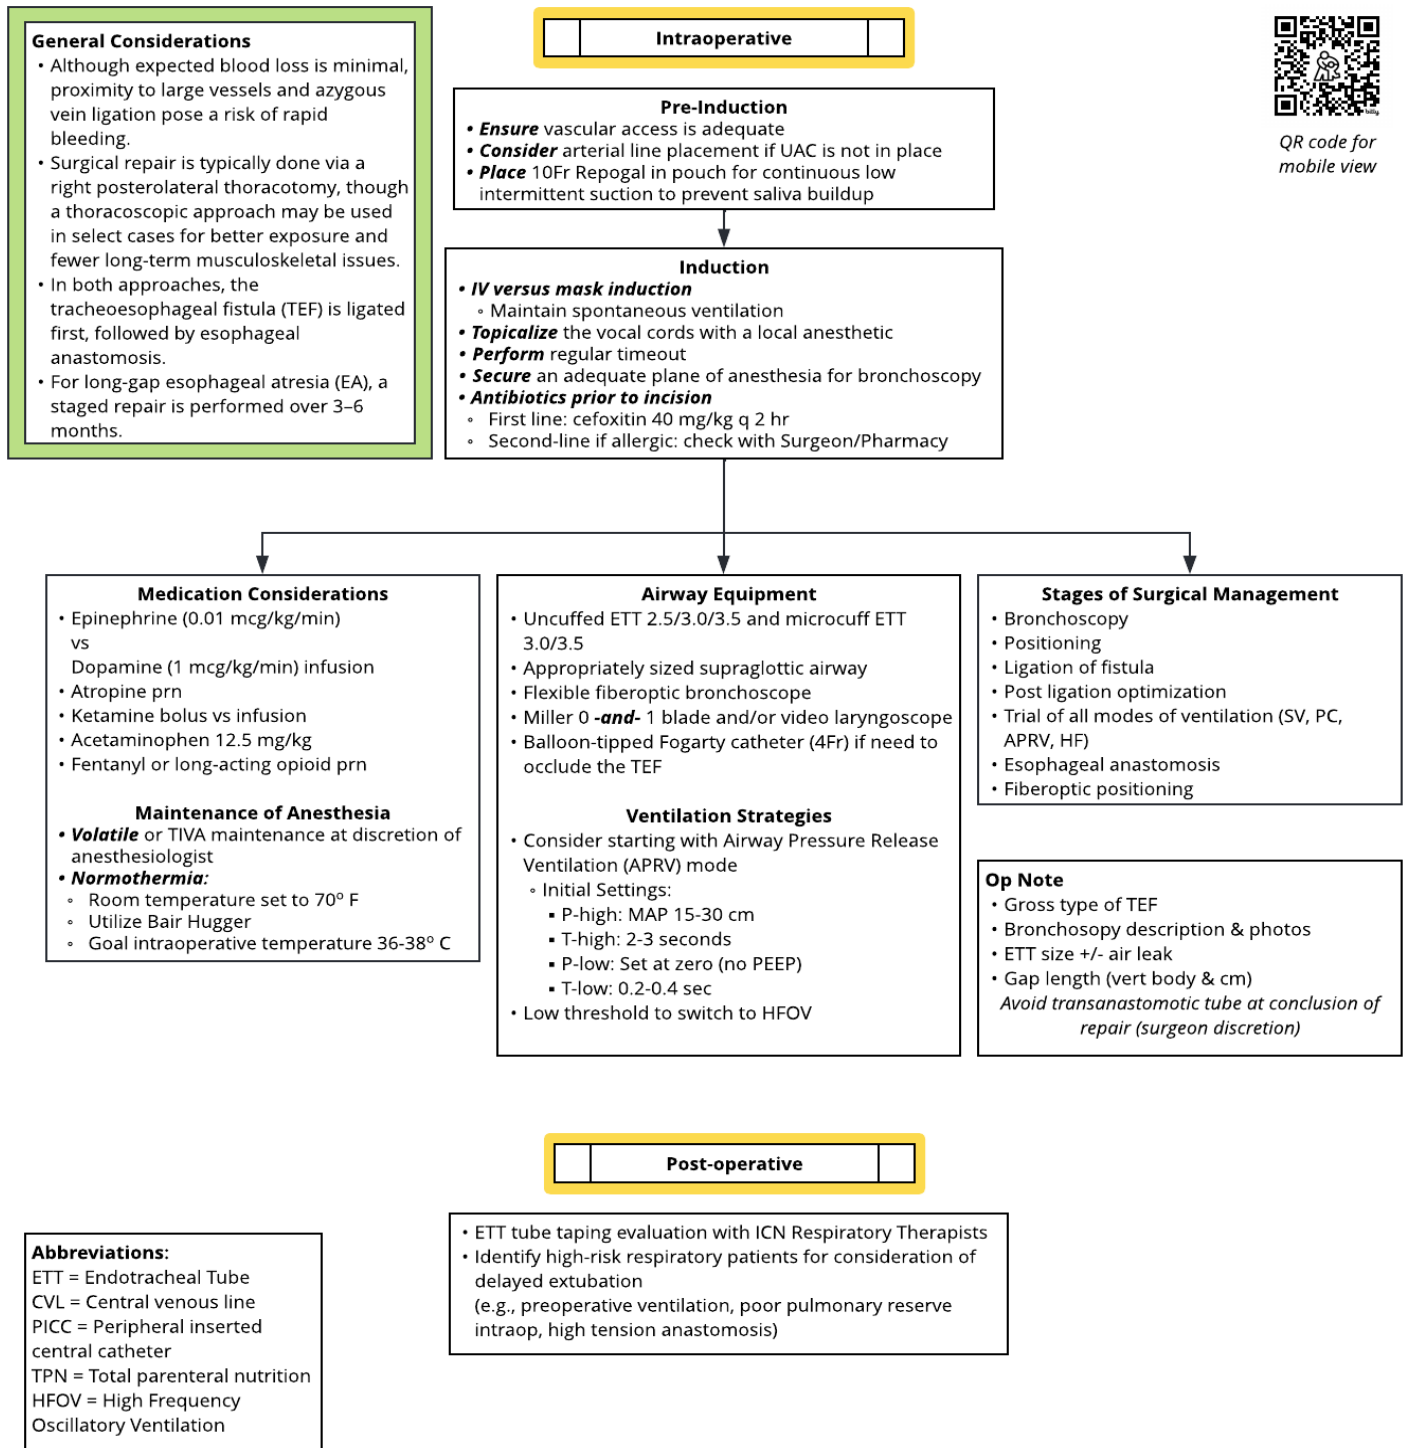 General Considerations
• Although expected blood loss is minimal,
proximity to large vessels and azygous
vein ligation pose a risk of rapid
bleeding.
• Surgical repair is typically done via a
right posterolateral thoracotomy, though
a thoracoscopic approach may be used
in select cases for better exposure and
fewer long-term musculoskeletal issues.
• In both approaches, the
tracheoesophageal fistula (TEF) is ligated
first, followed by esophageal
anastomosis.
• For long-gap esophageal atresia (EA), a
staged repair is performed over 3–6
months.
Intraoperative
QR code for
mobile view
Pre-Induction
• Ensure vascular access is adequate
• Consider arterial line placement if UAC is not in place
• Place 10Fr Repogal in pouch for continuous low
intermittent suction to prevent saliva buildup
Induction
• IV versus mask induction
◦ Maintain spontaneous ventilation
• Topicalize the vocal cords with a local anesthetic
• Perform regular timeout
• Secure an adequate plane of anesthesia for bronchoscopy
• Antibiotics prior to incision
◦ First line: cefoxitin 40 mg/kg q 2 hr
◦ Second-line if allergic: check with Surgeon/Pharmacy
Medication Considerations
• Epinephrine (0.01 mcg/kg/min)
vs
Dopamine (1 mcg/kg/min) infusion
• Atropine prn
• Ketamine bolus vs infusion
• Acetaminophen 12.5 mg/kg
• Fentanyl or long-acting opioid prn
Maintenance of Anesthesia
• Volatile or TIVA maintenance at discretion of
anesthesiologist
• Normothermia:
◦ Room temperature set to 70º F
◦ Utilize Bair Hugger
◦ Goal intraoperative temperature 36-38º C
Airway Equipment
• Uncuffed ETT 2.5/3.0/3.5 and microcuff ETT
3.0/3.5
• Appropriately sized supraglottic airway
• Flexible fiberoptic bronchoscope
• Miller 0 -and- 1 blade and/or video laryngoscope
• Balloon-tipped Fogarty catheter (4Fr) if need to
occlude the TEF
Ventilation Strategies
• Consider starting with Airway Pressure Release
Ventilation (APRV) mode
◦ Initial Settings:
▪ P-high: MAP 15-30 cm
▪ T-high: 2-3 seconds
▪ P-low: Set at zero (no PEEP)
▪ T-low: 0.2-0.4 sec
• Low threshold to switch to HFOV
Stages of Surgical Management
• Bronchoscopy
• Positioning
• Ligation of fistula
• Post ligation optimization
• Trial of all modes of ventilation (SV, PC,
APRV, HF)
• Esophageal anastomosis
• Fiberoptic positioning
Op Note
• Gross type of TEF
• Bronchosopy description & photos
• ETT size +/- air leak
• Gap length (vert body & cm)
Avoid transanastomotic tube at conclusion of
repair (surgeon discretion)
Post-operative
• ETT tube taping evaluation with ICN Respiratory Therapists
• Identify high-risk respiratory patients for consideration of
delayed extubation
(e.g., preoperative ventilation, poor pulmonary reserve
intraop, high tension anastomosis)
Abbreviations:
ETT = Endotracheal Tube
CVL = Central venous line
PICC = Peripheral inserted
central catheter
TPN = Total parenteral nutrition
HFOV = High Frequency
Oscillatory Ventilation